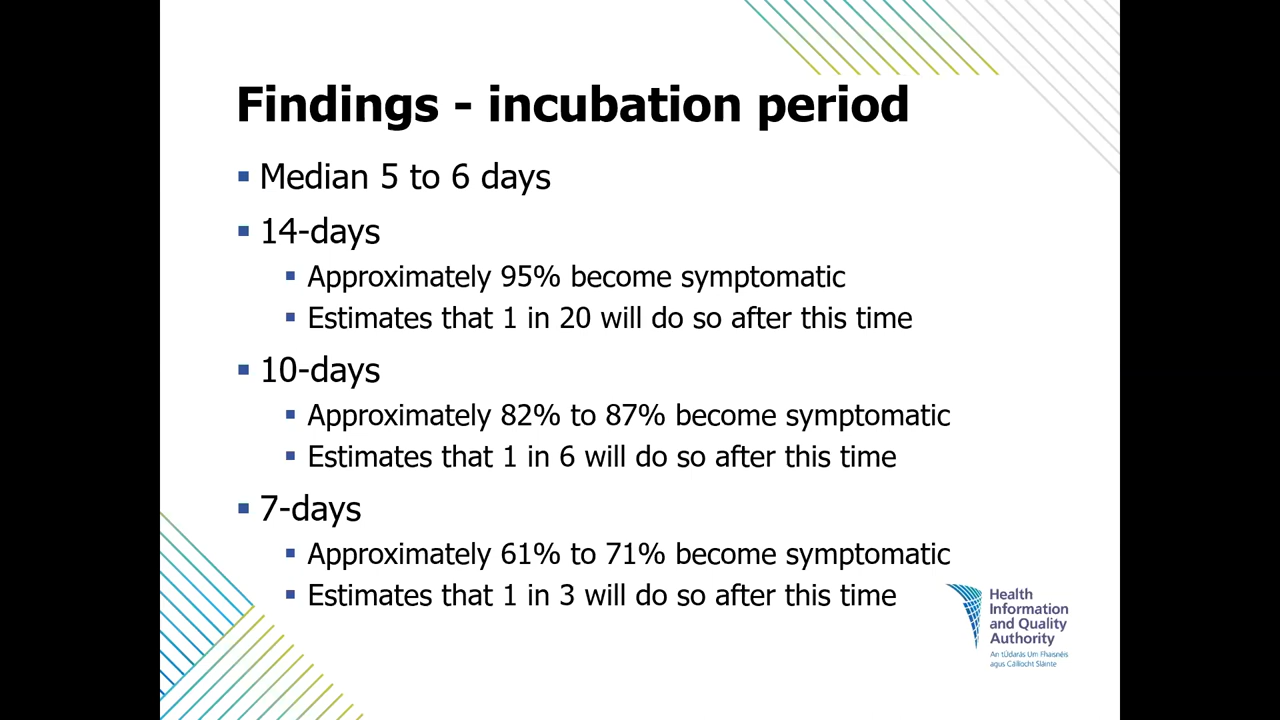 Findings - incubation period
▪ Median 5 to 6 days
▪ 14-days
▪ Approximately 95% become symptomatic
▪ Estimates that 1 in 20 will do so after this time
▪ 10-days
▪ Approximately 82% to 87% become symptomatic
▪ Estimates that 1 in 6 will do so after this time
▪ 7-days
▪ Approximately 61% to 71% become symptomatic
▪ Estimates that 1 in 3 will do so after this time
Health
Information
and Quality
Authority
An tÚdarás Um Fhaisnéis
agus Cáilíocht Sláinte